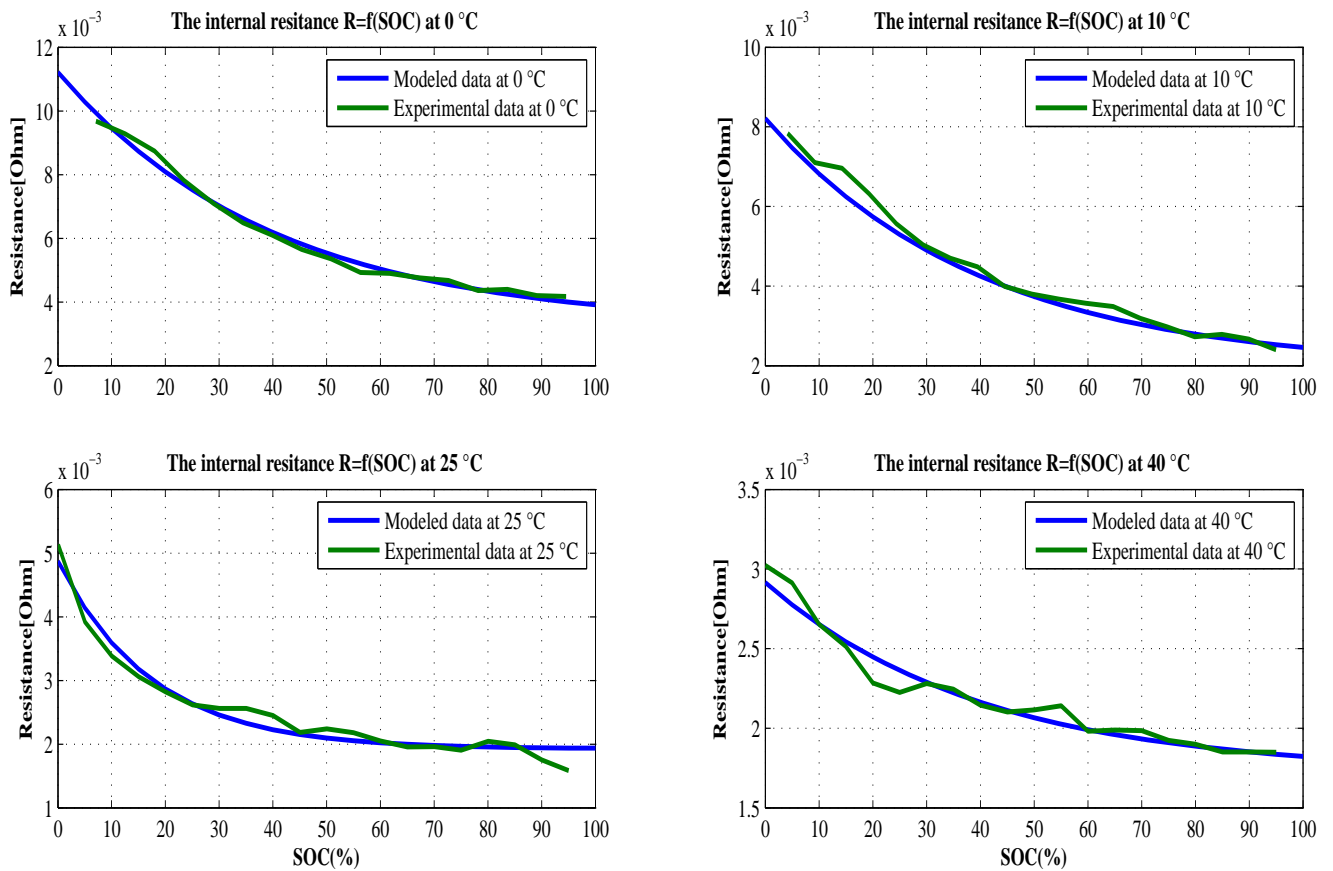 The internal resitance R=f(SOC) at 0 °C
x 10⁻³
12
10
8
6
4
2
Resistance[Ohm]
Modeled data at 0 °C
Experimental data at 0 °C
0 10 20 30 40 50 60 70 80 90 100
The internal resitance R=f(SOC) at 10 °C
x 10⁻³
10
8
6
4
2
Resistance[Ohm]
Modeled data at 10 °C
Experimental data at 10 °C
0 10 20 30 40 50 60 70 80 90 100
The internal resitance R=f(SOC) at 25 °C
x 10⁻³
6
5
4
3
2
1
Resistance[Ohm]
Modeled data at 25 °C
Experimental data at 25 °C
0 10 20 30 40 50 60 70 80 90 100
SOC(%)
The internal resitance R=f(SOC) at 40 °C
x 10⁻³
3.5
3
2.5
2
1.5
Resistance[Ohm]
Modeled data at 40 °C
Experimental data at 40 °C
0 10 20 30 40 50 60 70 80 90 100
SOC(%)